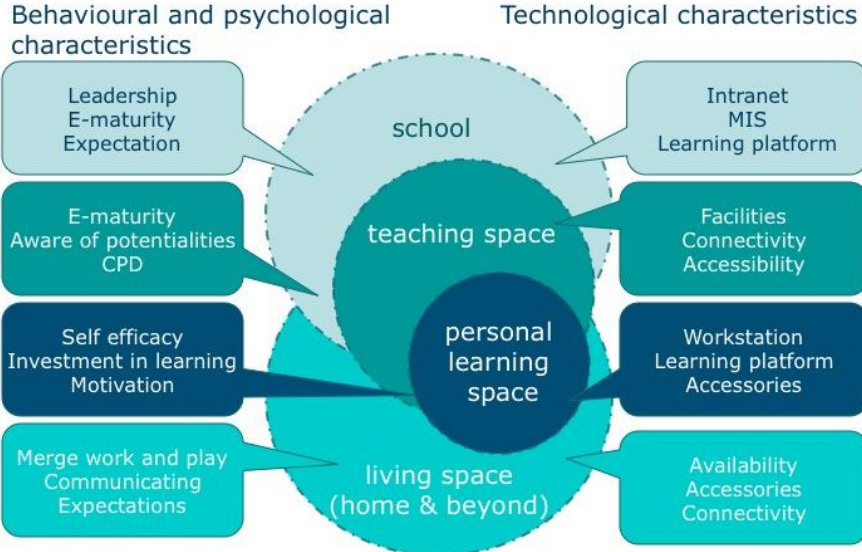 Behavioural and psychological
characteristics
Technological characteristics
Leadership
E-maturity
Expectation
school
Intranet
MIS
Learning platform
E-maturity
Aware of potentialities
CPD
teaching space
Facilities
Connectivity
Accessibility
Self efficacy
Investment in learning
Motivation
personal
learning
space
Workstation
Learning platform
Accessories
Merge work and play
Communicating
Expectations
living space
(home & beyond)
Availability
Accessories
Connectivity